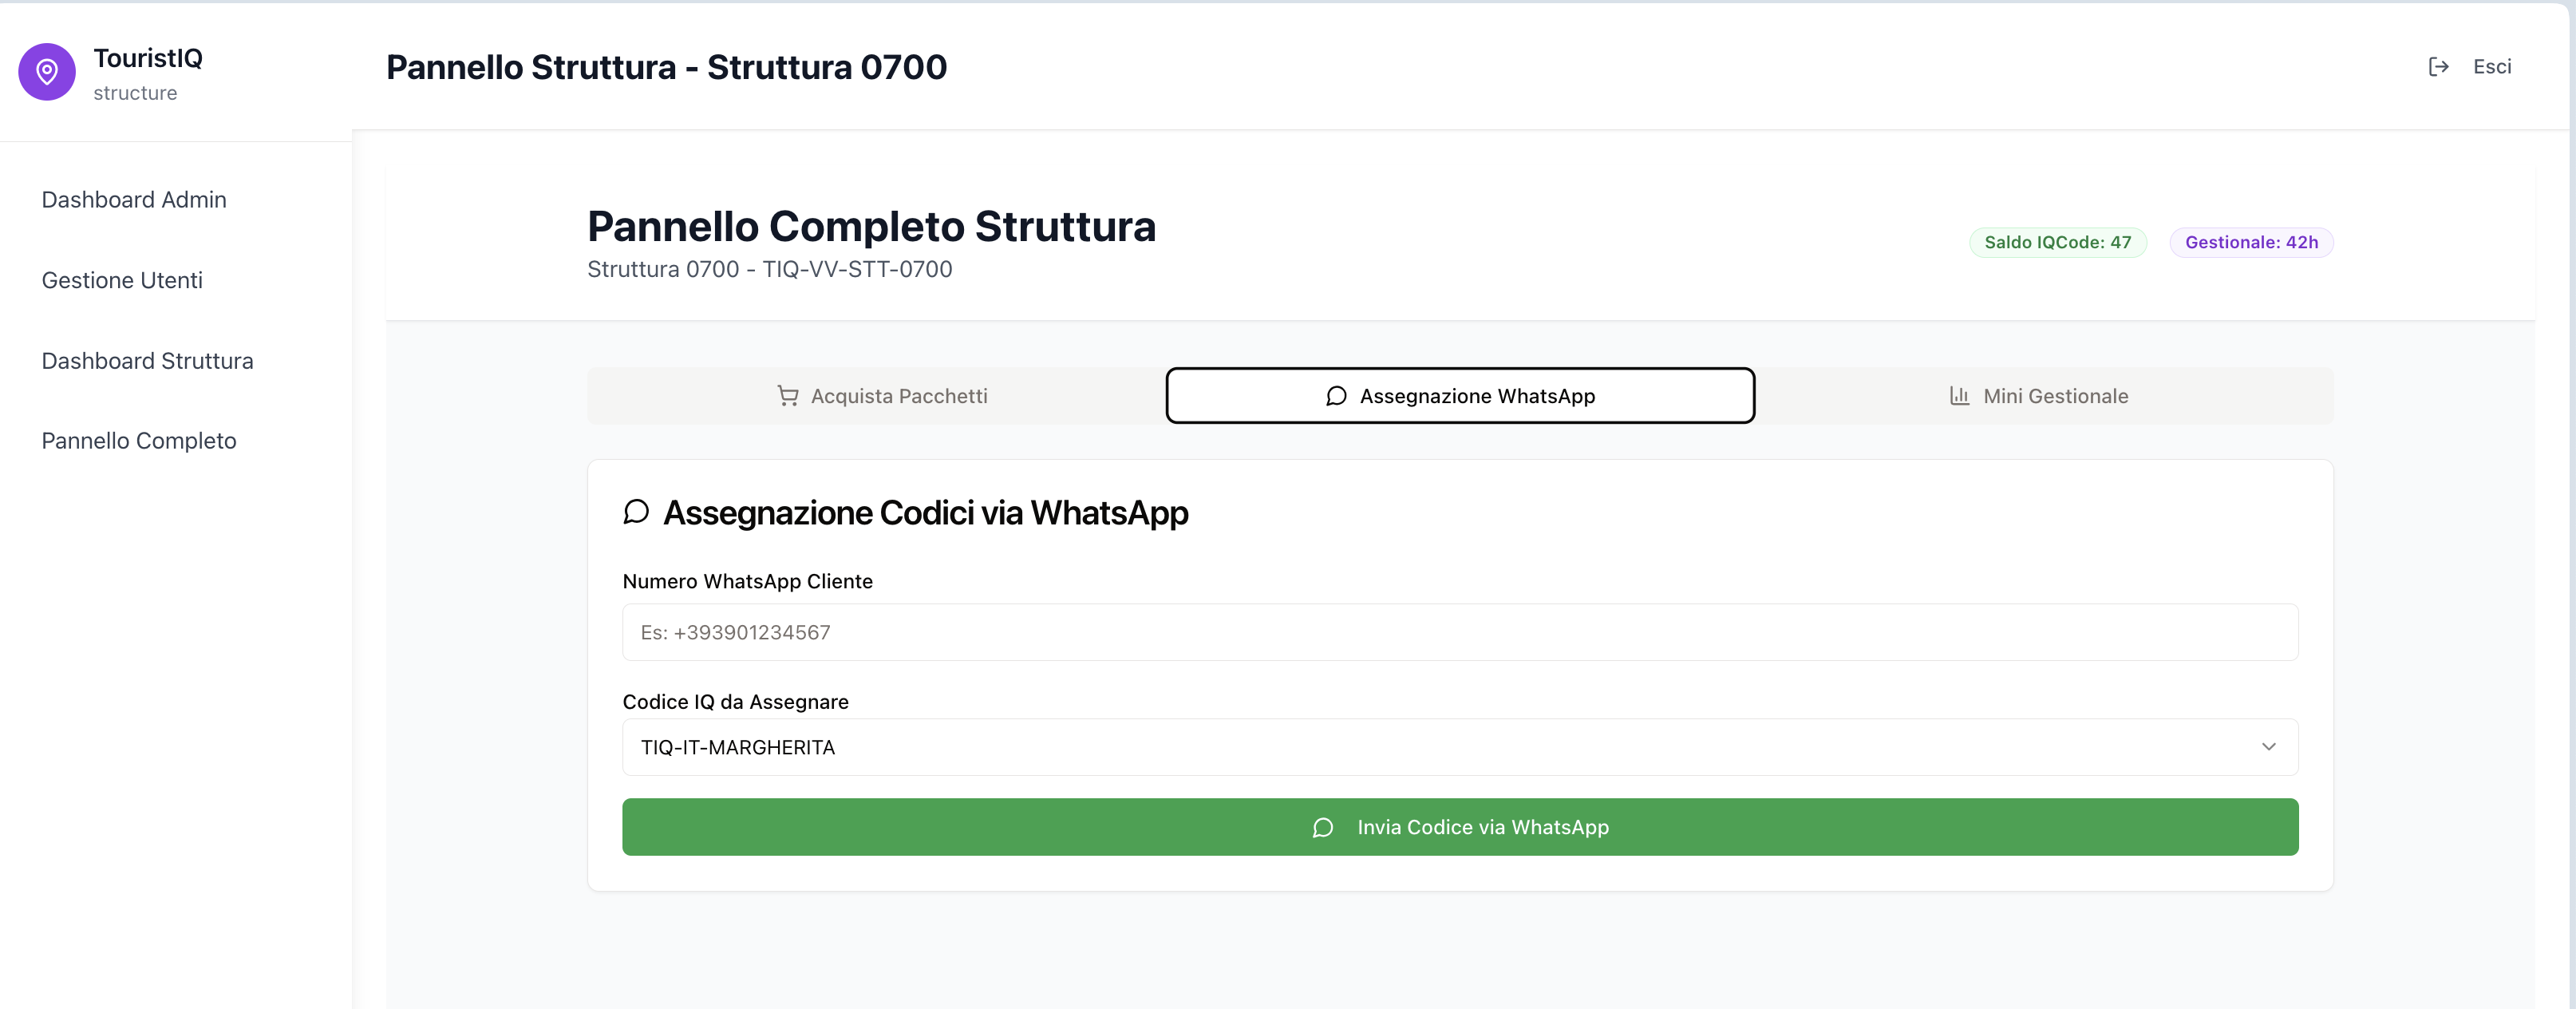 TouristIQ
structure
Pannello Struttura - Struttura 0700
Esci
Dashboard Admin
Gestione Utenti
Dashboard Struttura
Pannello Completo
Pannello Completo Struttura
Struttura 0700 - TIQ-VV-STT-0700
Saldo IQCode: 47
Gestionale: 42h
Acquista Pacchetti
Assegnazione WhatsApp
Mini Gestionale
Assegnazione Codici via WhatsApp
Numero WhatsApp Cliente
Es: +393901234567
Codice IQ da Assegnare
TIQ-IT-MARGHERITA
Invia Codice via WhatsApp